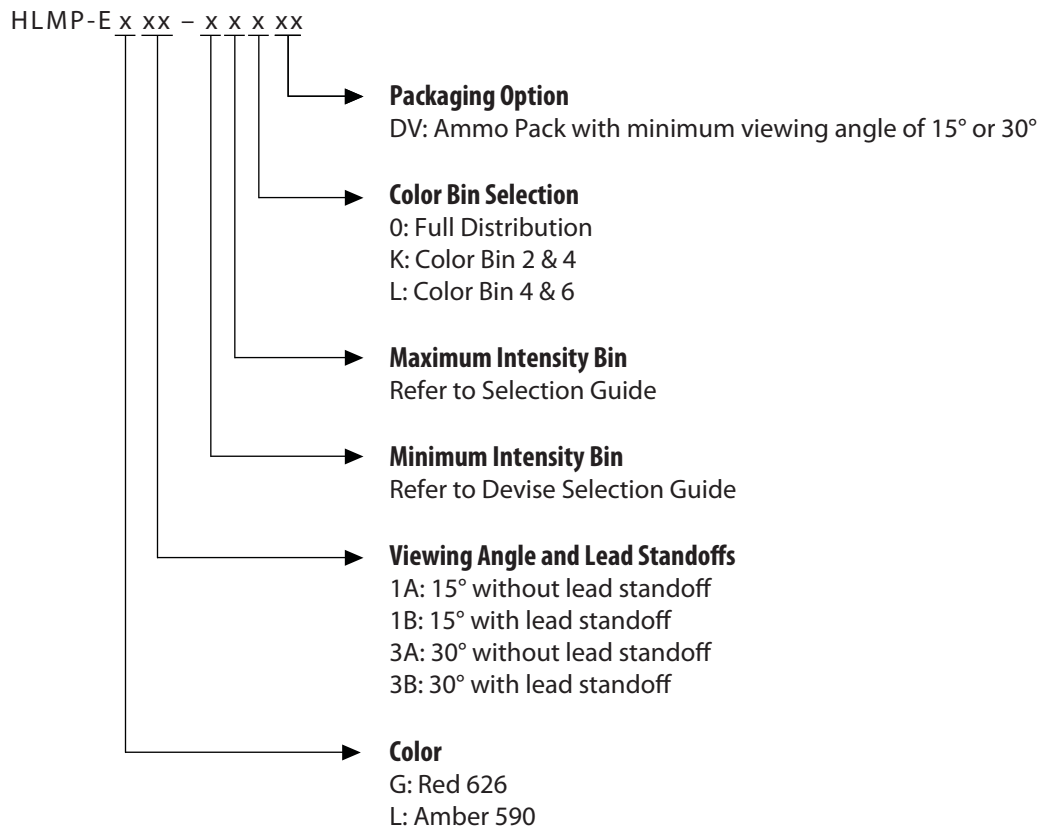 HLMP-E x xx – x x x xx
Packaging Option
DV: Ammo Pack with minimum viewing angle of 15° or 30°
Color Bin Selection
0: Full Distribution
K: Color Bin 2 & 4
L: Color Bin 4 & 6
Maximum Intensity Bin
Refer to Selection Guide
Minimum Intensity Bin
Refer to Devise Selection Guide
Viewing Angle and Lead Standoffs
1A: 15° without lead standoff
1B: 15° with lead standoff
3A: 30° without lead standoff
3B: 30° with lead standoff
Color
G: Red 626
L: Amber 590